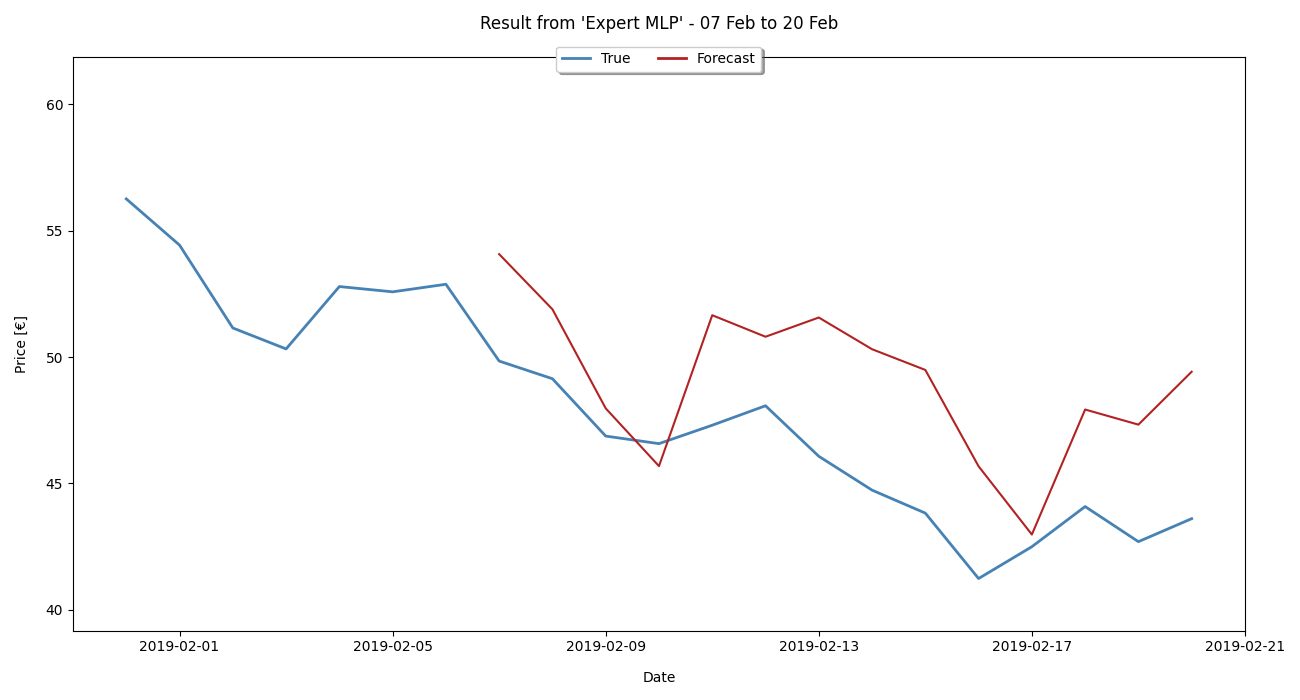 Result from 'Expert MLP' - 07 Feb to 20 Feb
True Forecast
60
55
50
45
40
Price [€]
2019-02-01 2019-02-05 2019-02-09 2019-02-13 2019-02-17 2019-02-21
Date